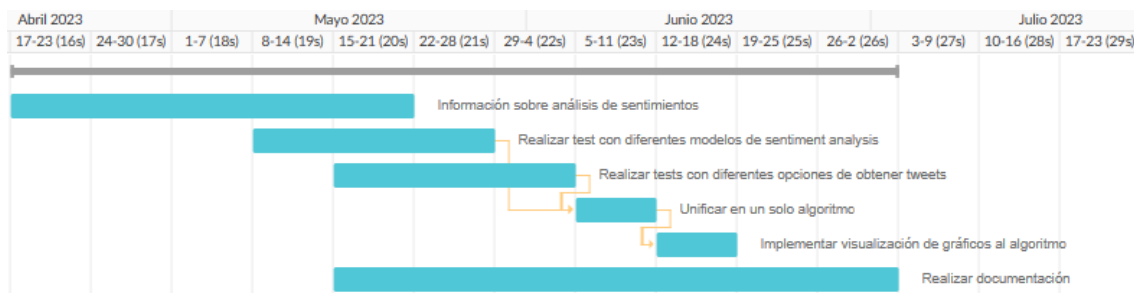 Abril 2023 Mayo 2023 Junio 2023 Julio 2023
17-23 (16s) 24-30 (17s) 1-7 (18s) 8-14 (19s) 15-21 (20s) 22-28 (21s) 29-4 (22s) 5-11 (23s) 12-18 (24s) 19-25 (25s) 26-2 (26s) 3-9 (27s) 10-16 (28s) 17-23 (29s)
Información sobre análisis de sentimientos
Realizar test con diferentes modelos de sentiment analysis
Realizar tests con diferentes opciones de obtener tweets
Unificar en un solo algoritmo
Implementar visualización de gráficos al algoritmo
Realizar documentación